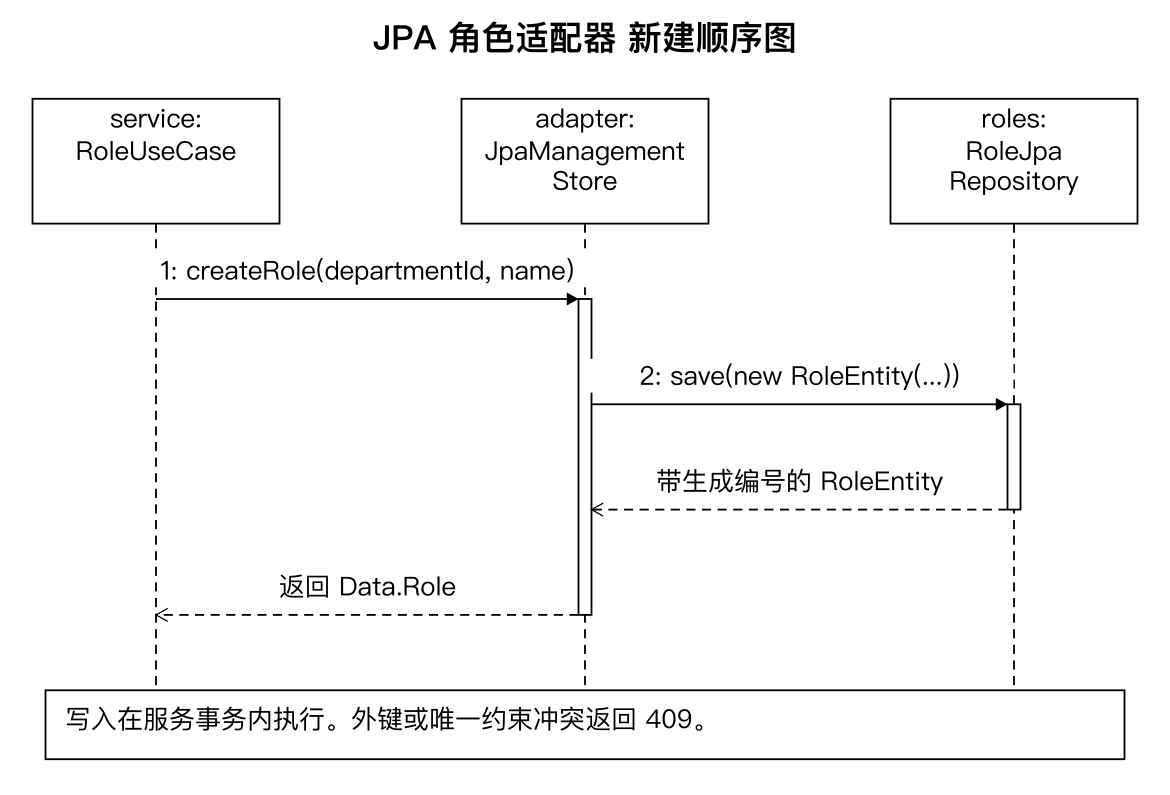 JPA 角色适配器 新建顺序图
service:
RoleUseCase
adapter:
JpaManagement
Store
roles:
RoleJpa
Repository
1: createRole(departmentId, name)
2: save(new RoleEntity(...))
带生成编号的 RoleEntity
返回 Data.Role
写入在服务事务内执行。外键或唯一约束冲突返回 409。